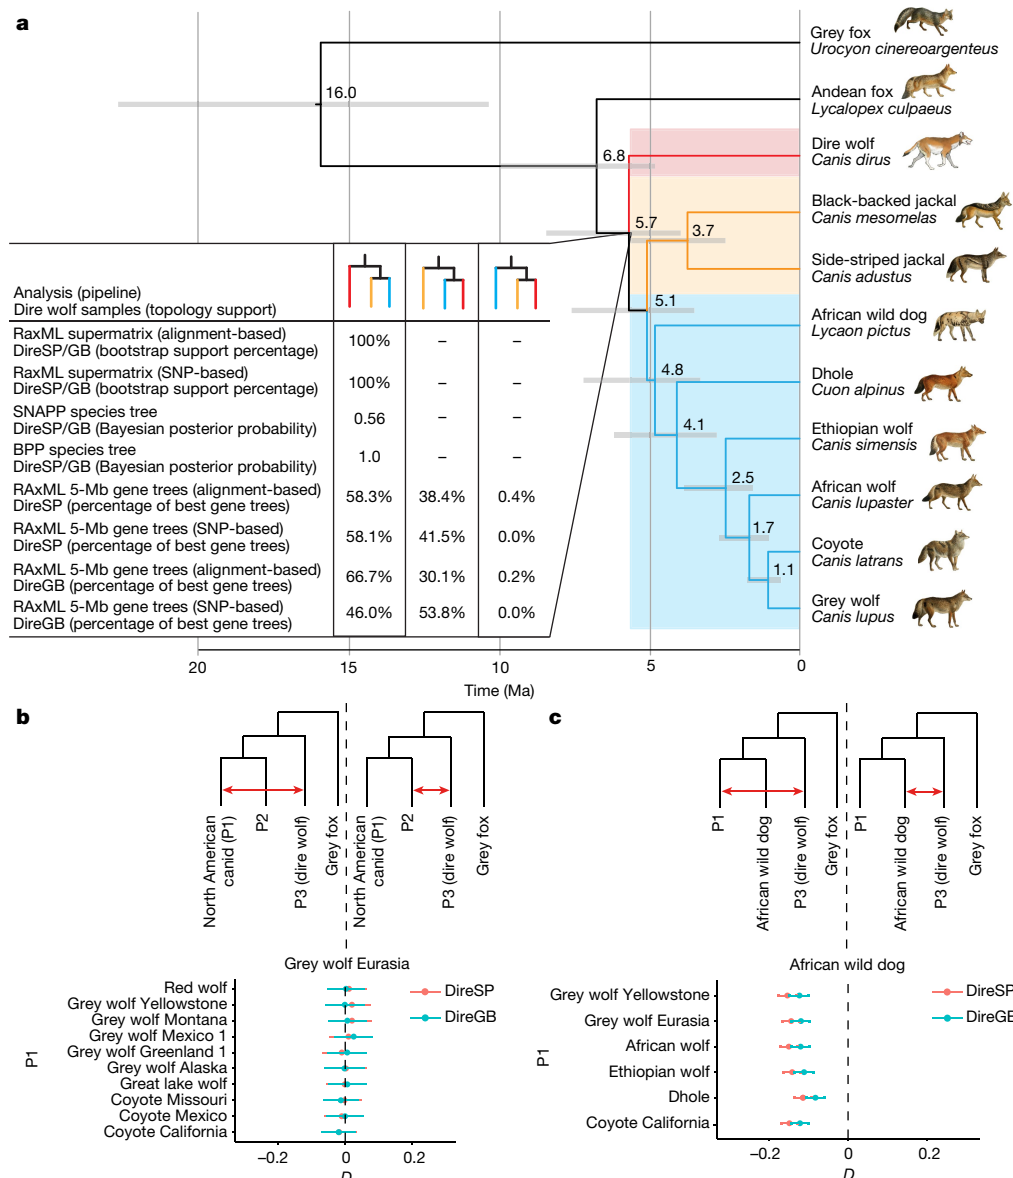 a
Grey fox
Urocyon cinereoargenteus
Andean fox
Lycalopex culpaeus
Dire wolf
Canis dirus
Black-backed jackal
Canis mesomelas
Side-striped jackal
Canis adustus
African wild dog
Lycaon pictus
Dhole
Cuon alpinus
Ethiopian wolf
Canis simensis
African wolf
Canis lupaster
Coyote
Canis latrans
Grey wolf
Canis lupus
16.0
6.8
5.7
3.7
5.1
4.8
4.1
2.5
1.7
1.1
Analysis (pipeline)
Dire wolf samples (topology support)
RaxML supermatrix (alignment-based)
DireSP/GB (bootstrap support percentage)
100% – –
RaxML supermatrix (SNP-based)
DireSP/GB (bootstrap support percentage)
100% – –
SNAPP species tree
DireSP/GB (Bayesian posterior probability)
0.56 – –
BPP species tree
DireSP/GB (Bayesian posterior probability)
1.0 – –
RAxML 5-Mb gene trees (alignment-based)
DireSP (percentage of best gene trees)
58.3% 38.4% 0.4%
RAxML 5-Mb gene trees (SNP-based)
DireSP (percentage of best gene trees)
58.1% 41.5% 0.0%
RAxML 5-Mb gene trees (alignment-based)
DireGB (percentage of best gene trees)
66.7% 30.1% 0.2%
RAxML 5-Mb gene trees (SNP-based)
DireGB (percentage of best gene trees)
46.0% 53.8% 0.0%
20 15 10 5 0
Time (Ma)
b
North American
canid (P1)
P2
P3 (dire wolf)
Grey fox
North American
canid (P1)
P2
P3 (dire wolf)
Grey fox
Grey wolf Eurasia
P1
Red wolf
Grey wolf Yellowstone
Grey wolf Montana
Grey wolf Mexico 1
Grey wolf Greenland 1
Grey wolf Alaska
Great lake wolf
Coyote Missouri
Coyote Mexico
Coyote California
DireSP
DireGB
–0.2 0 0.2
D
c
P1
African wild dog
P3 (dire wolf)
Grey fox
P1
African wild dog
P3 (dire wolf)
Grey fox
African wild dog
P1
Grey wolf Yellowstone
Grey wolf Eurasia
African wolf
Ethiopian wolf
Dhole
Coyote California
DireSP
DireGB
–0.2 0 0.2
D